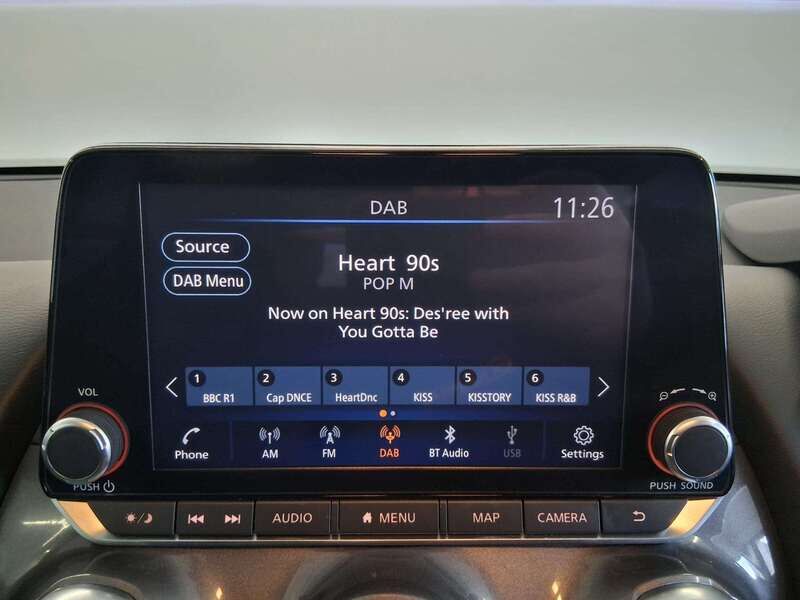 DAB
11:26
Source
DAB Menu
Heart 90s
POP M
Now on Heart 90s: Des'ree with
You Gotta Be
1
BBC R1
2
Cap DNCE
3
HeartDnc
4
KISS
5
KISSTORY
6
KISS R&B
Phone
AM
FM
DAB
BT Audio
USB
Settings
VOL
PUSH
PUSH SOUND
AUDIO
MENU
MAP
CAMERA